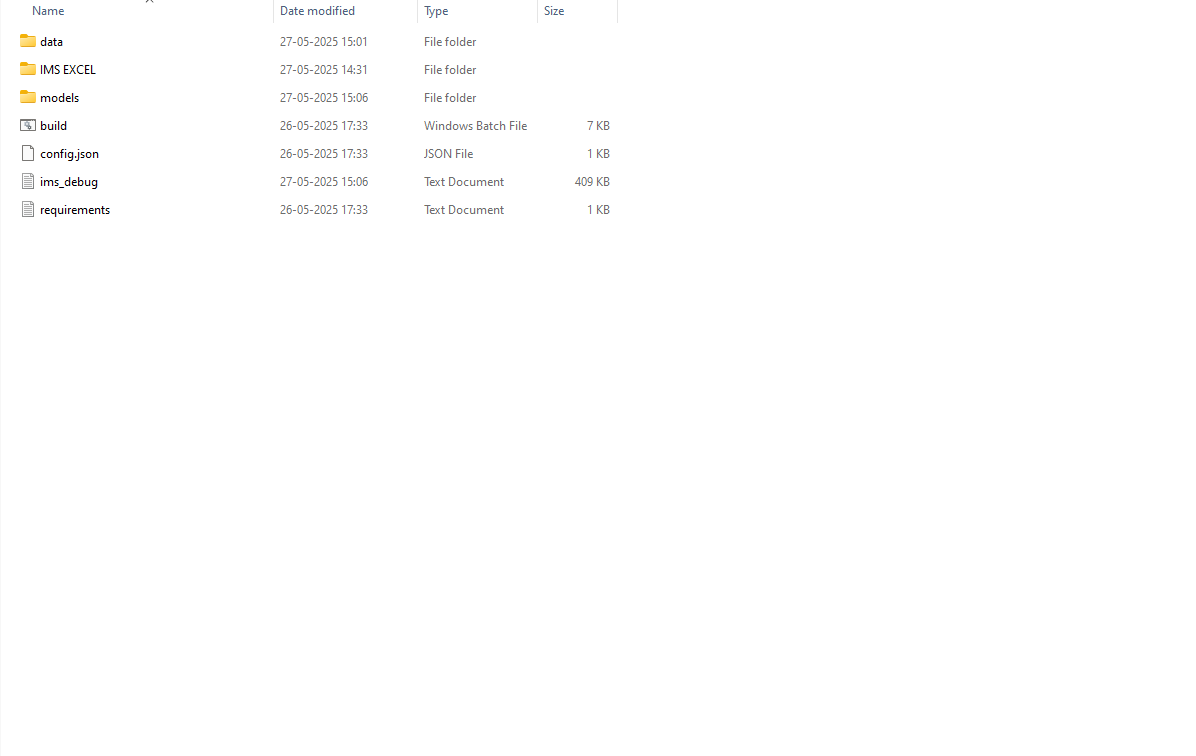 Name Date modified Type Size
data 27-05-2025 15:01 File folder
IMS EXCEL 27-05-2025 14:31 File folder
models 27-05-2025 15:06 File folder
build 26-05-2025 17:33 Windows Batch File 7 KB
config.json 26-05-2025 17:33 JSON File 1 KB
ims_debug 27-05-2025 15:06 Text Document 409 KB
requirements 26-05-2025 17:33 Text Document 1 KB